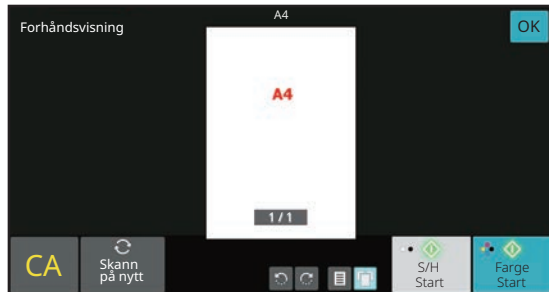 A4
Forhåndsvisning
OK
A4
1/1
CA
Skann
på nytt
S/H
Start
Farge
Start